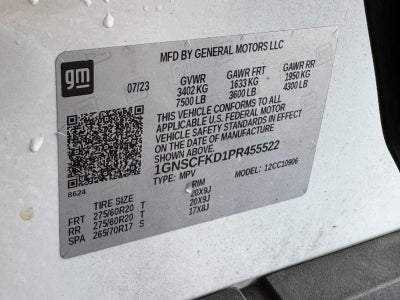 MFD BY GENERAL MOTORS LLC
gm
07/23
GVWR GAWR FRT GAWR RR
3402 KG 1633 KG 1950 KG
7500 LB 3600 LB 4300 LB
THIS VEHICLE CONFORMS TO ALL
APPLICABLE U.S. FEDERAL MOTOR
VEHICLE SAFETY STANDARDS IN EFFECT
ON THE DATE OF MANUFACTURE
SHOWN ABOVE.
1GNSCFKD1PR455522
8624
TYPE: MPV MODEL: 12CC10906
TIRE SIZE RIM
FRT 275/60R20 T 20X9J
RR 275/60R20 T 20X9J
SPA 265/70R17 S 17X8J